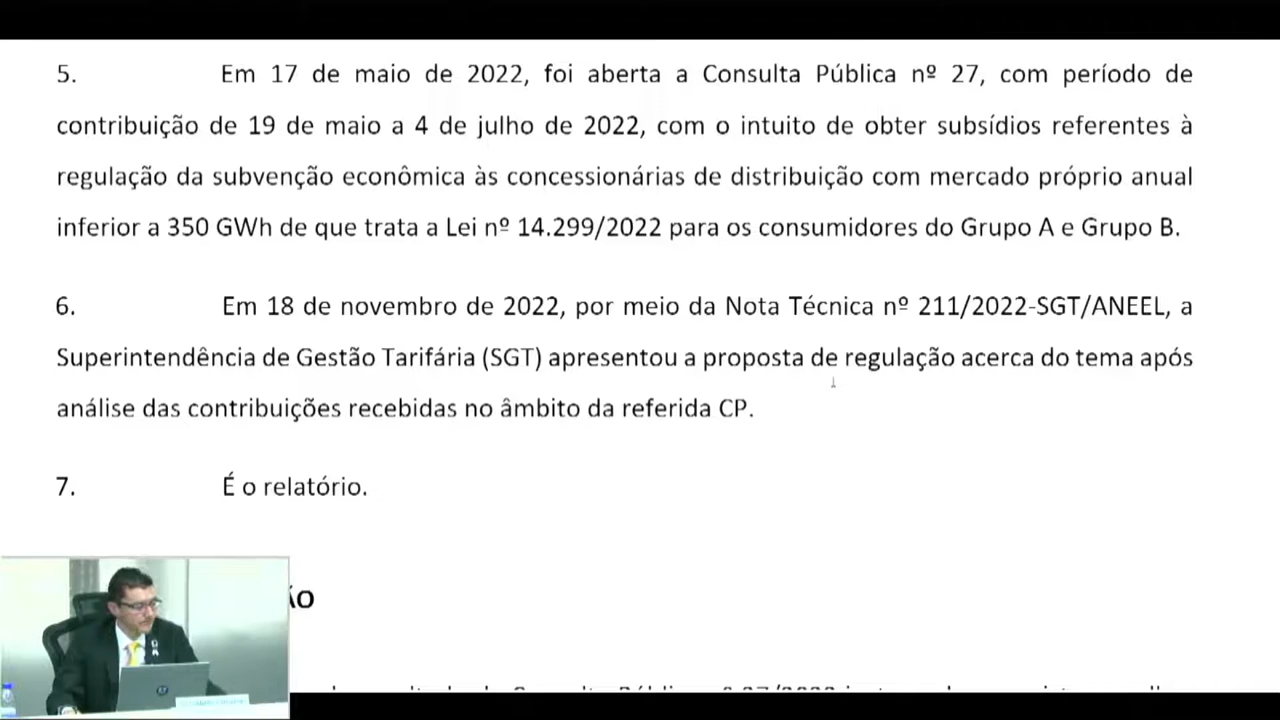 5. Em 17 de maio de 2022, foi aberta a Consulta Pública nº 27, com período de
contribuição de 19 de maio a 4 de julho de 2022, com o intuito de obter subsídios referentes à
regulação da subvenção econômica às concessionárias de distribuição com mercado próprio anual
inferior a 350 GWh de que trata a Lei nº 14.299/2022 para os consumidores do Grupo A e Grupo B.
6. Em 18 de novembro de 2022, por meio da Nota Técnica nº 211/2022-SGT/ANEEL, a
Superintendência de Gestão Tarifária (SGT) apresentou a proposta de regulação acerca do tema após
análise das contribuições recebidas no âmbito da referida CP.
7. É o relatório.
ÃO